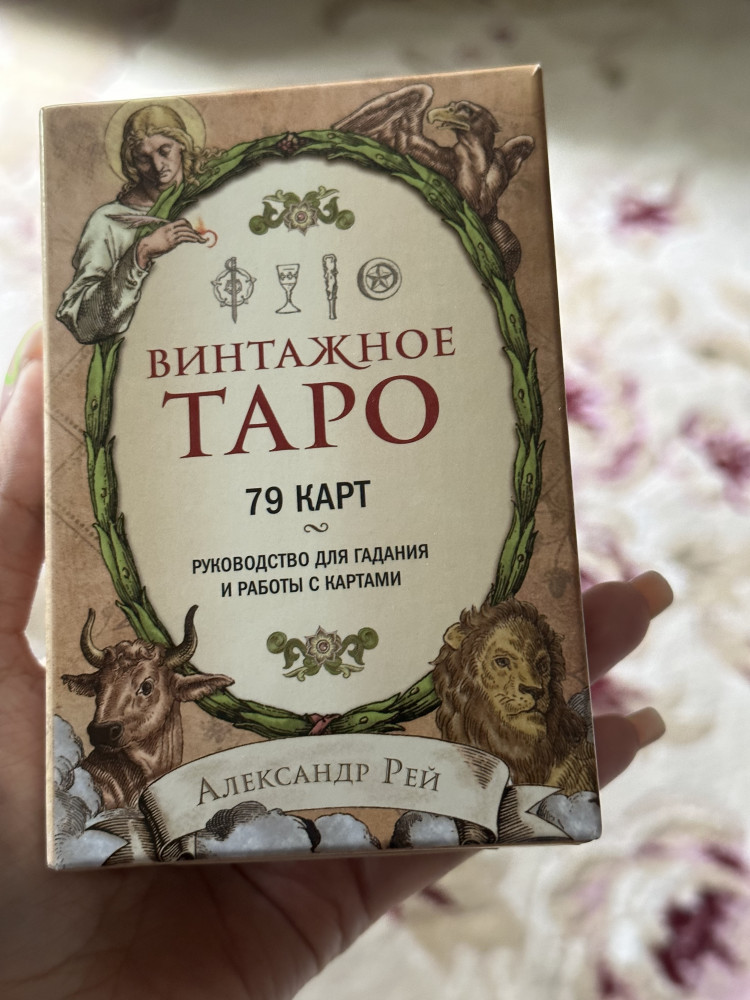 ВИНТАЖНОЕ
ТАРО
79 КАРТ
РУКОВОДСТВО ДЛЯ ГАДАНИЯ
И РАБОТЫ С КАРТАМИ
АЛЕКСАНДР РЕЙ